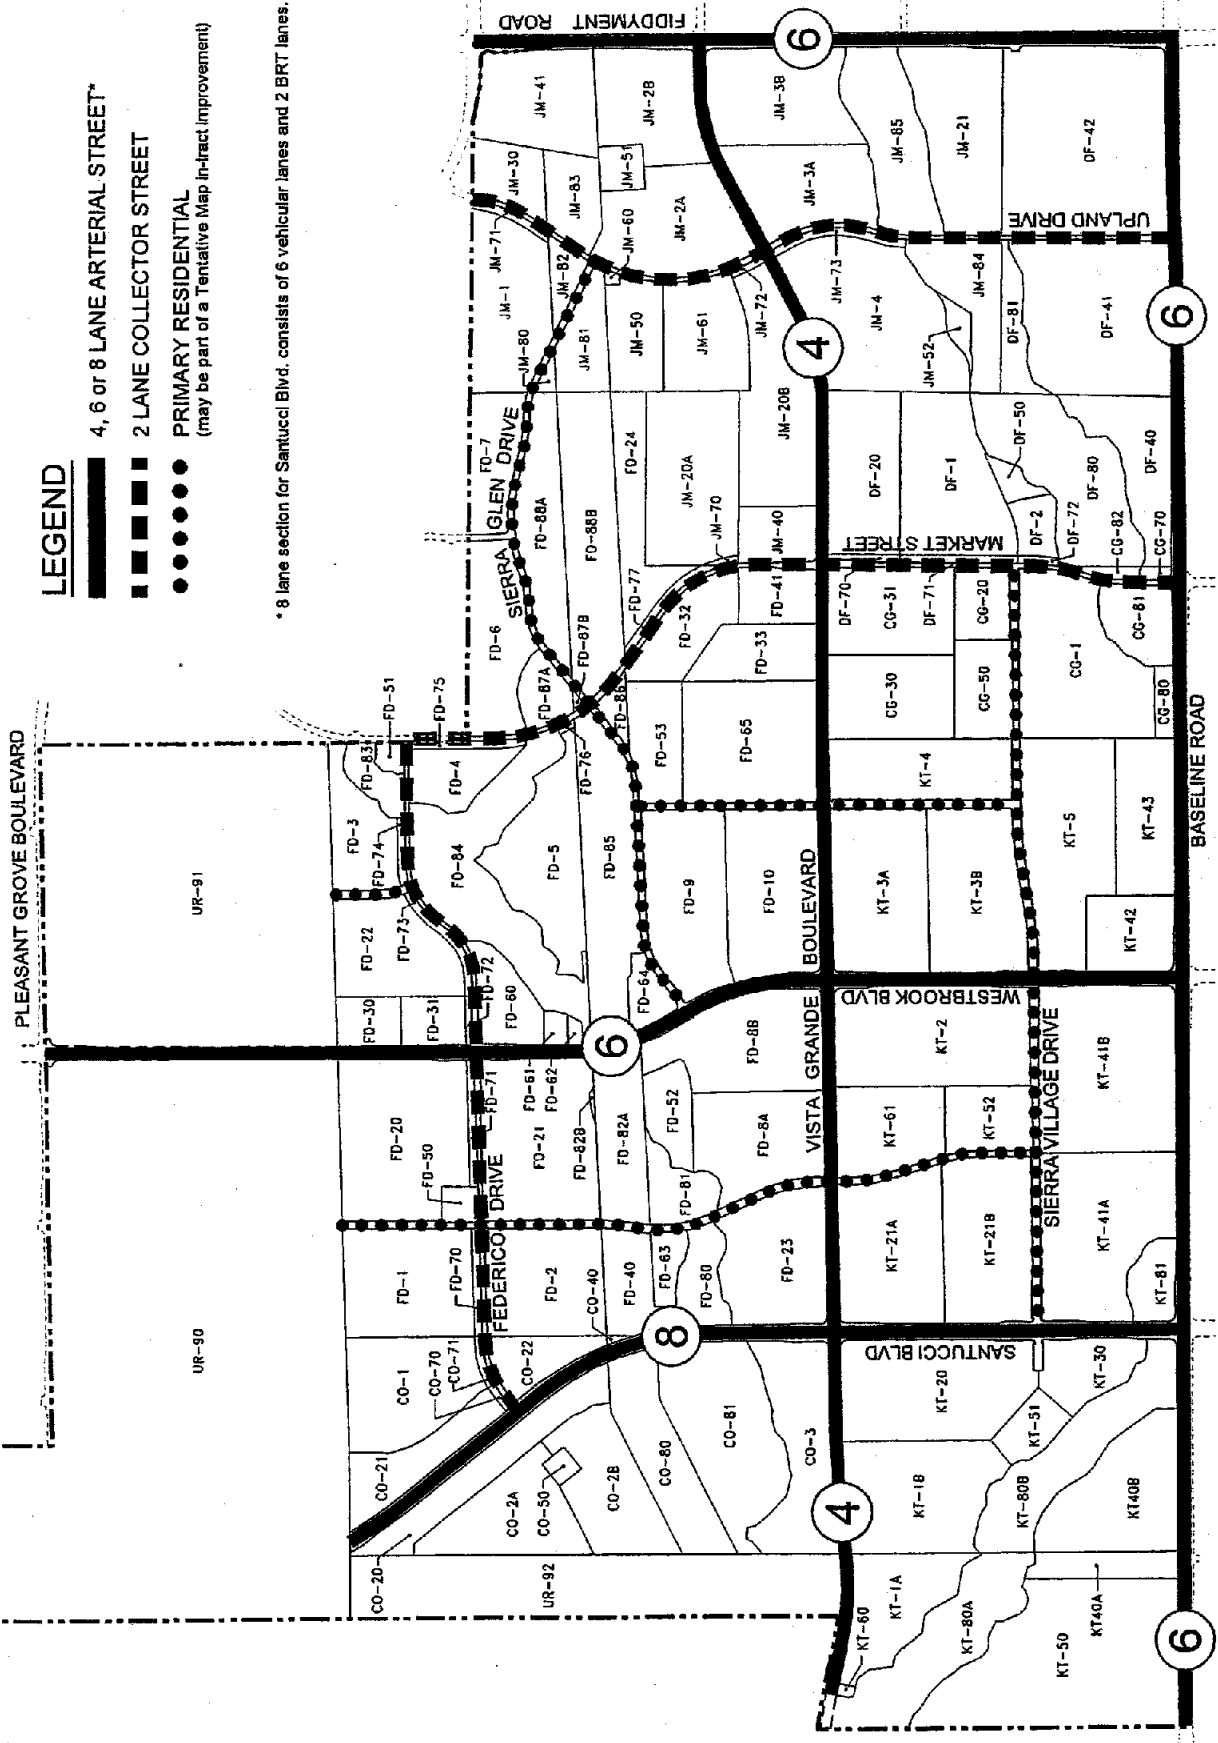 LEGEND
4, 6 or 8 LANE ARTERIAL STREET*
2 LANE COLLECTOR STREET
PRIMARY RESIDENTIAL
(may be part of a Tentative Map in-tract improvement)
*8 lane section for Santucci Blvd. consists of 6 vehicular lanes and 2 BRT lanes.
PLEASANT GROVE BOULEVARD
FIDDYMENT ROAD
BASELINE ROAD
UPLAND DRIVE
MARKET STREET
SIERRA GLEN DRIVE
VISTA GRANDE BOULEVARD
WESTBROOK BLVD
SIERRA VILLAGE DRIVE
SANTUCCI BLVD
FEDERICO DRIVE
6
4
6
6
8
4
6
UR-90
UR-91
UR-92
CO-20
CO-21
CO-1
CO-70
CO-71
CO-22
CO-2A
CO-50
CO-2B
CO-80
CO-81
CO-3
CO-40
FD-1
FD-70
FD-2
FD-40
FD-63
FD-80
FD-23
FD-20
FD-50
FD-71
FD-21
FD-61
FD-62
FD-82B
FD-82A
FD-52
FD-81
FD-8A
FD-8B
FD-30
FD-31
FD-72
FD-60
FD-22
FD-73
FD-3
FD-74
FD-83
FD-51
FD-75
FD-4
FD-84
FD-5
FD-85
FD-64
FD-9
FD-10
FD-76
FD-86
FD-87A
FD-87B
FD-53
FD-65
FD-6
FD-77
FD-32
FD-33
FD-41
FD-7
FD-88A
FD-88B
FD-24
JM-1
JM-71
JM-30
JM-41
JM-83
JM-82
JM-80
JM-81
JM-60
JM-51
JM-2B
JM-2A
JM-50
JM-61
JM-72
JM-3B
JM-3A
JM-20A
JM-20B
JM-70
JM-40
JM-73
JM-4
JM-85
JM-21
JM-52
JM-84
DF-42
DF-41
DF-81
DF-20
DF-1
DF-50
DF-80
DF-40
DF-2
DF-72
DF-70
DF-71
CG-82
CG-70
CG-81
CG-31
CG-20
CG-30
CG-50
CG-1
CG-80
KT-4
KT-5
KT-43
KT-3A
KT-3B
KT-42
KT-2
KT-41B
KT-61
KT-52
KT-21A
KT-21B
KT-41A
KT-81
KT-20
KT-30
KT-51
KT-1B
KT-80B
KT40B
KT-60
KT-1A
KT-80A
KT-50
KT40A